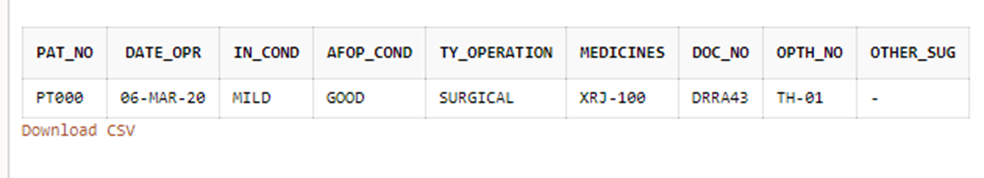 PAT_NO DATE_OPR IN_COND AFOP_COND TY_OPERATION MEDICINES DOC_NO OPTH_NO OTHER_SUG
PT000 06-MAR-20 MILD GOOD SURGICAL XRJ-100 DRRA43 TH-01 -
Download CSV